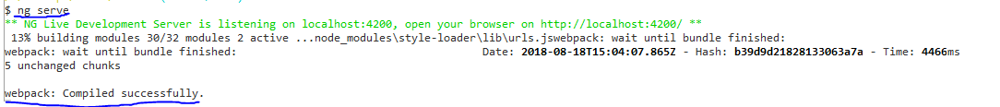 $ ng serve
** NG Live Development Server is listening on localhost:4200, open your browser on http://localhost:4200/ **
13% building modules 30/32 modules 2 active ...node_modules\style-loader\lib\urls.jswebpack: wait until bundle finished:
webpack: wait until bundle finished: Date: 2018-08-18T15:04:07.865Z - Hash: b39d9d21828133063a7a - Time: 4466ms
5 unchanged chunks
webpack: Compiled successfully.